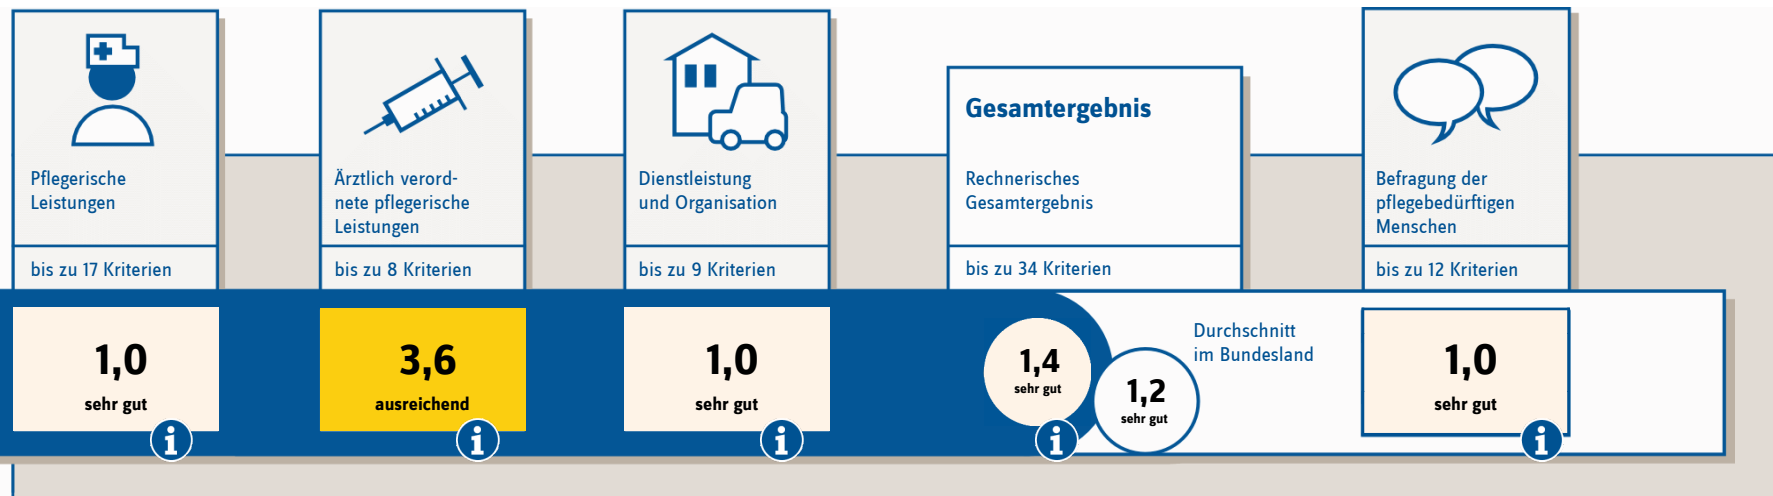 Pflegerische
Leistungen
bis zu 17 Kriterien
1,0
sehr gut
i
Ärztlich verord-
nete pflegerische
Leistungen
bis zu 8 Kriterien
3,6
ausreichend
i
Dienstleistung
und Organisation
bis zu 9 Kriterien
1,0
sehr gut
i
Gesamtergebnis
Rechnerisches
Gesamtergebnis
bis zu 34 Kriterien
1,4
sehr gut
i
Durchschnitt
im Bundesland
1,2
sehr gut
Befragung der
pflegebedürftigen
Menschen
bis zu 12 Kriterien
1,0
sehr gut
i